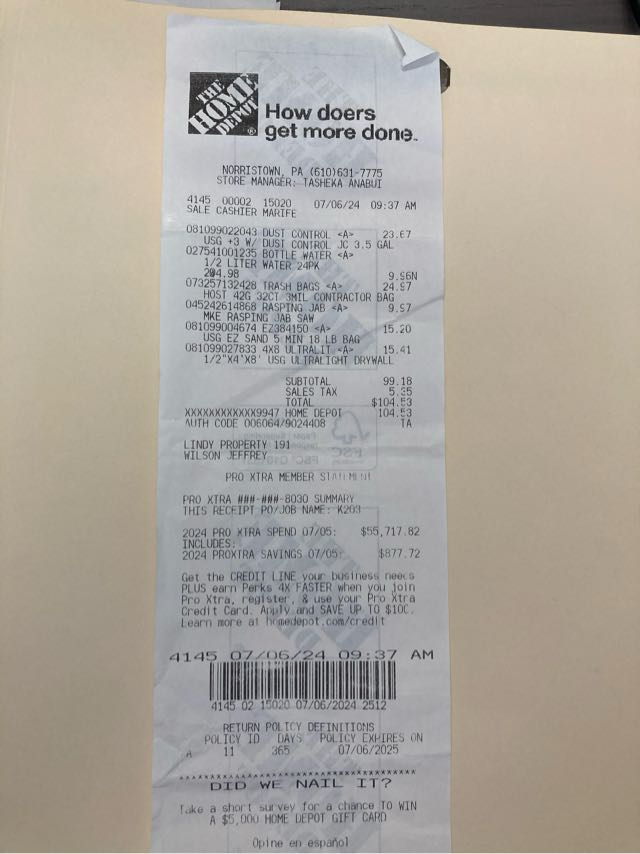 THE
HOME
DEPOT
How doers
get more done.
NORRISTOWN, PA (610)631-7775
STORE MANAGER: TASHEKA ANABUI
4145 00002 15020 07/06/24 09:37 AM
SALE CASHIER MARIFE
081099022043 DUST CONTROL <A> 23.67
USG +3 W/ DUST CONTROL JC 3.5 GAL
027541001235 BOTTLE WATER <A>
1/2 LITER WATER 24PK
2@4.98 9.96N
073257132428 TRASH BAGS <A> 24.97
HOST 42G 32CT 3MIL CONTRACTOR BAG
045242614868 RASPING JAB <A> 9.97
MKE RASPING JAB SAW
081099004674 EZ384150 <A> 15.20
USG EZ SAND 5 MIN 18 LB BAG
081099027833 4X8 ULTRALIT <A> 15.41
1/2"X4'X8' USG ULTRALIGHT DRYWALL
SUBTOTAL 99.18
SALES TAX 5.35
TOTAL $104.53
XXXXXXXXXXXX9947 HOME DEPOT 104.53
AUTH CODE 006064/9024408 TA
LINDY PROPERTY 191
WILSON JEFFREY
PRO XTRA MEMBER STATEMENT
PRO XTRA ###-###-8030 SUMMARY
THIS RECEIPT PO/JOB NAME: K203
2024 PRO XTRA SPEND 07/05: $55,717.82
INCLUDES:
2024 PROXTRA SAVINGS 07/05: $877.72
Get the CREDIT LINE your business needs
PLUS earn Perks 4X FASTER when you join
Pro Xtra, register, & use your Pro Xtra
Credit Card. Apply and SAVE UP TO $100.
Learn more at homedepot.com/credit
4145 07/06/24 09:37 AM
4145 02 15020 07/06/2024 2512
RETURN POLICY DEFINITIONS
POLICY ID DAYS POLICY EXPIRES ON
A 11 365 07/06/2025
DID WE NAIL IT?
Take a short survey for a chance TO WIN
A $5,000 HOME DEPOT GIFT CARD
Opine en español